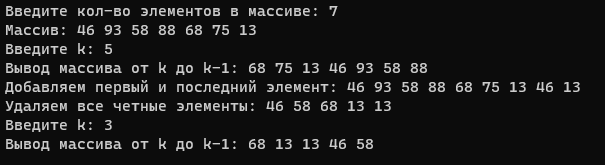 Введите кол-во элементов в массиве: 7
Массив: 46 93 58 88 68 75 13
Введите k: 5
Вывод массива от k до k-1: 68 75 13 46 93 58 88
Добавляем первый и последний элемент: 46 93 58 88 68 75 13 46 13
Удаляем все четные элементы: 46 58 68 13 13
Введите k: 3
Вывод массива от k до k-1: 68 13 13 46 58